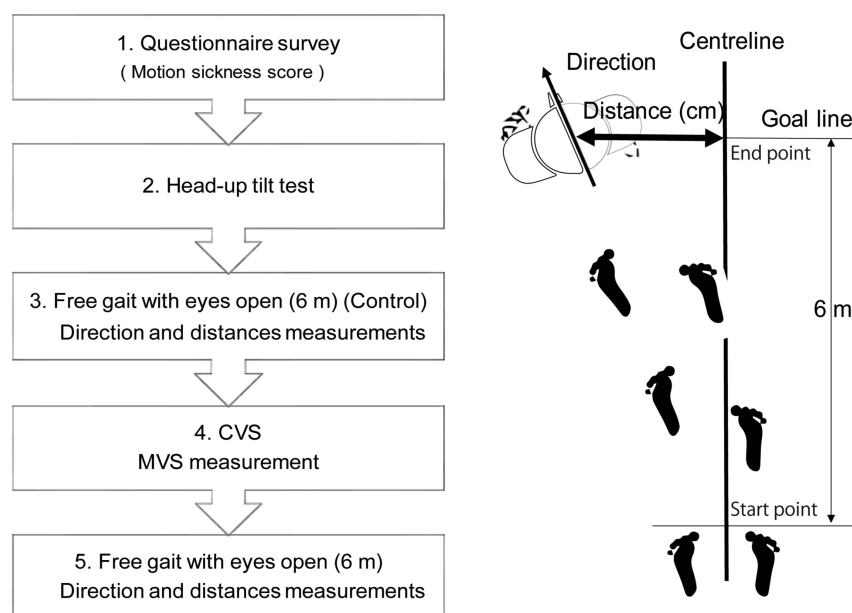 1. Questionnaire survey
( Motion sickness score )
2. Head-up tilt test
3. Free gait with eyes open (6 m) (Control)
Direction and distances measurements
4. CVS
MVS measurement
5. Free gait with eyes open (6 m)
Direction and distances measurements
Centreline
Direction
Distance (cm)
Goal line
End point
6 m
Start point